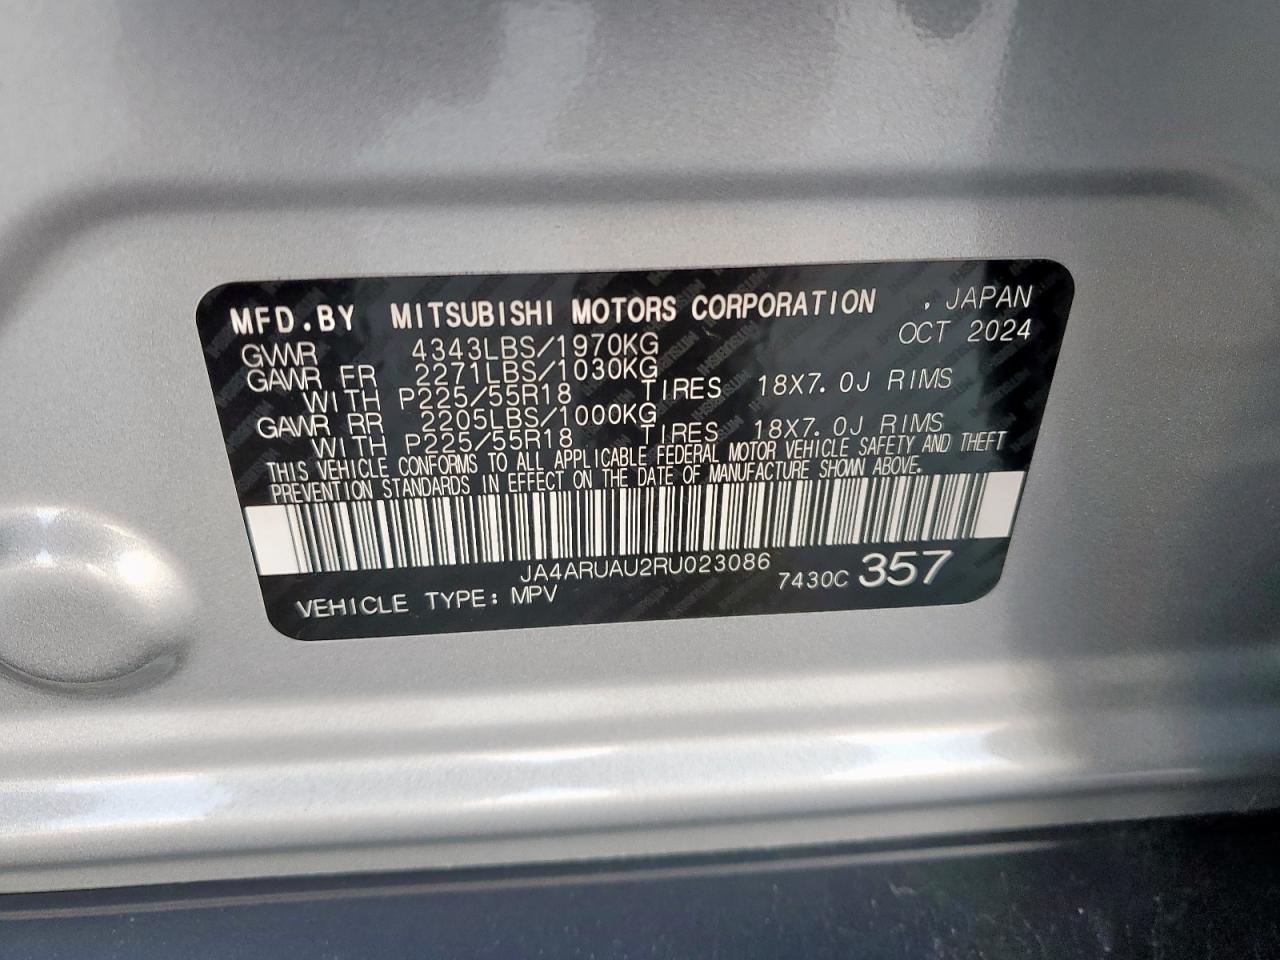 MFD.BY MITSUBISHI MOTORS CORPORATION . JAPAN
OCT 2024
GVWR 4343LBS/1970KG
GAWR FR 2271LBS/1030KG
WITH P225/55R18 TIRES 18X7.0J RIMS
GAWR RR 2205LBS/1000KG
WITH P225/55R18 TIRES 18X7.0J RIMS
THIS VEHICLE CONFORMS TO ALL APPLICABLE FEDERAL MOTOR VEHICLE SAFETY AND THEFT
PREVENTION STANDARDS IN EFFECT ON THE DATE OF MANUFACTURE SHOWN ABOVE.
JA4ARUAU2RU023086
VEHICLE TYPE: MPV 7430C 357